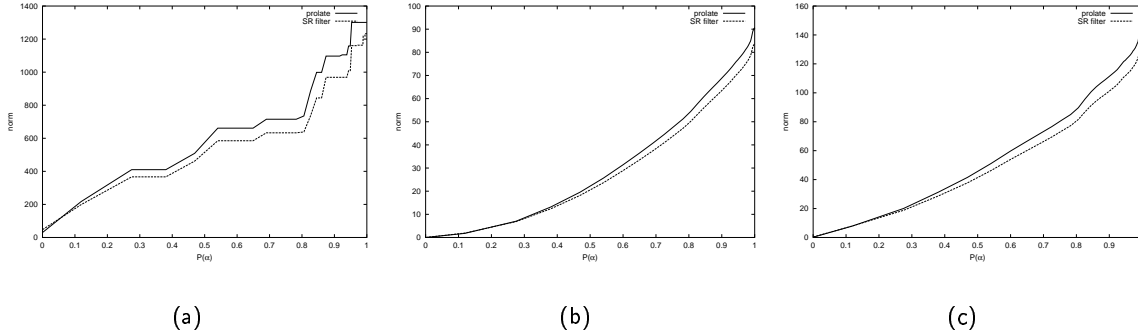 1400
1200
1000
800
600
400
200
0
norm
0 0.1 0.2 0.3 0.4 0.5 0.6 0.7 0.8 0.9 1
P(α)
prolate
SR filter
(a)
100
90
80
70
60
50
40
30
20
10
0
norm
0 0.1 0.2 0.3 0.4 0.5 0.6 0.7 0.8 0.9 1
P(α)
prolate
SR filter
(b)
160
140
120
100
80
60
40
20
0
norm
0 0.1 0.2 0.3 0.4 0.5 0.6 0.7 0.8 0.9
P(α)
prolate
SR filter
(c)